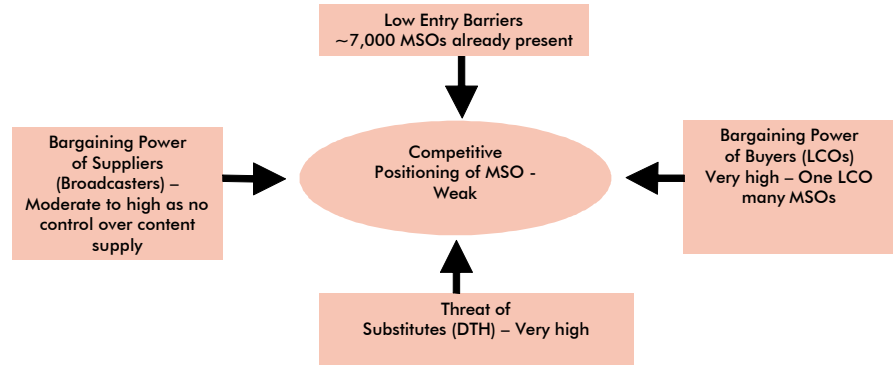 Low Entry Barriers
~7,000 MSOs already present
Bargaining Power
of Suppliers
(Broadcasters) –
Moderate to high as no
control over content
supply
Competitive
Positioning of MSO -
Weak
Bargaining Power
of Buyers (LCOs)
Very high – One LCO
many MSOs
Threat of
Substitutes (DTH) – Very high